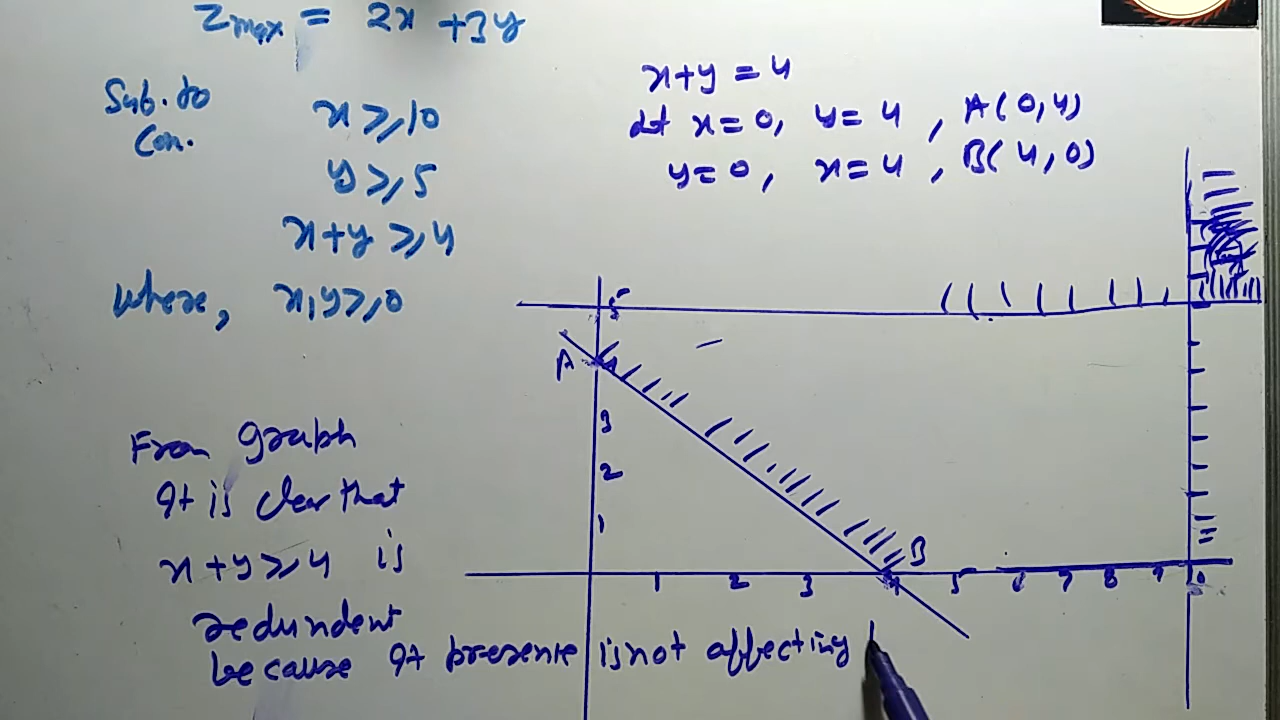 Zmax = 2x + 3y
Sub. to
Con.
x ≥ 10
y ≥ 5
x+y ≥ 4
where, x, y ≥ 0
x+y = 4
At x=0, y=4, A(0,4)
y=0, x=4, B(4,0)
5
A
4
3
2
1
B
1 2 3 4 5 6 7 8 9 10
From graph
It is clear that
x+y ≥ 4 is
redundent
because It presente is not affecting